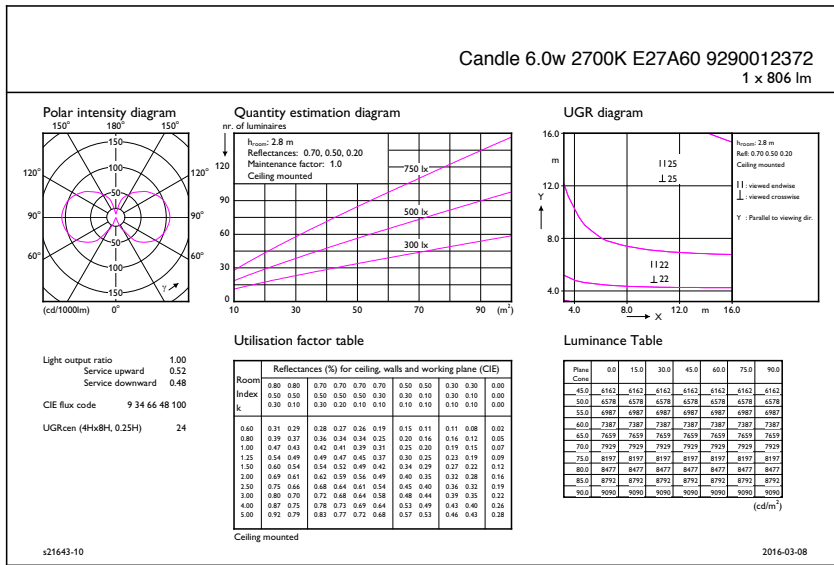 Candle 6.0w 2700K E27A60 9290012372
1 x 806 lm
Polar intensity diagram
150° 180° 150°
120° 120°
90° 90°
60° 60°
150
100
50
50
100
150
(cd/1000lm) 0°
γ
Quantity estimation diagram
nr. of luminaires
hroom: 2.8 m
Reflectances: 0.70, 0.50, 0.20
Maintenance factor: 1.0
Ceiling mounted
120
90
60
30
0
750 lx
500 lx
300 lx
10 30 50 70 90 (m²)
UGR diagram
16.0
m
12.0
Y
8.0
4.0
4.0 8.0 12.0 m 16.0
X
||25
⊥25
||22
⊥22
hroom: 2.8 m
Refl: 0.70 0.50 0.20
Ceiling mounted
|| : viewed endwise
⊥ : viewed crosswise
Y : Parallel to viewing dir.
Light output ratio 1.00
Service upward 0.52
Service downward 0.48
CIE flux code 9 34 66 48 100
UGRcen (4Hx8H, 0.25H) 24
Utilisation factor table
Room Index k
Reflectances (%) for ceiling, walls and working plane (CIE)
0.80 0.80 0.70 0.70 0.70 0.70 0.50 0.50 0.30 0.30 0.00
0.50 0.50 0.50 0.50 0.50 0.30 0.30 0.10 0.30 0.10 0.00
0.30 0.10 0.30 0.20 0.10 0.10 0.10 0.10 0.10 0.10 0.00
0.60 0.31 0.29 0.28 0.27 0.26 0.19 0.15 0.11 0.11 0.08 0.02
0.80 0.39 0.37 0.36 0.34 0.34 0.25 0.20 0.16 0.16 0.12 0.05
1.00 0.47 0.43 0.42 0.41 0.39 0.31 0.25 0.20 0.19 0.15 0.07
1.25 0.54 0.49 0.49 0.47 0.45 0.37 0.30 0.25 0.23 0.19 0.09
1.50 0.60 0.54 0.54 0.52 0.49 0.42 0.34 0.29 0.27 0.22 0.12
2.00 0.69 0.61 0.62 0.59 0.56 0.49 0.40 0.35 0.32 0.28 0.16
2.50 0.75 0.66 0.68 0.64 0.61 0.54 0.45 0.40 0.36 0.32 0.19
3.00 0.80 0.70 0.72 0.68 0.64 0.58 0.48 0.44 0.39 0.35 0.22
4.00 0.87 0.75 0.78 0.73 0.69 0.64 0.53 0.49 0.43 0.40 0.26
5.00 0.92 0.79 0.83 0.77 0.72 0.68 0.57 0.53 0.46 0.43 0.28
Ceiling mounted
Luminance Table
Plane 0.0 15.0 30.0 45.0 60.0 75.0 90.0
Cone
45.0 6162 6162 6162 6162 6162 6162 6162
50.0 6578 6578 6578 6578 6578 6578 6578
55.0 6987 6987 6987 6987 6987 6987 6987
60.0 7387 7387 7387 7387 7387 7387 7387
65.0 7659 7659 7659 7659 7659 7659 7659
70.0 7929 7929 7929 7929 7929 7929 7929
75.0 8197 8197 8197 8197 8197 8197 8197
80.0 8477 8477 8477 8477 8477 8477 8477
85.0 8792 8792 8792 8792 8792 8792 8792
90.0 9090 9090 9090 9090 9090 9090 9090
(cd/m²)
s21643-10
2016-03-08